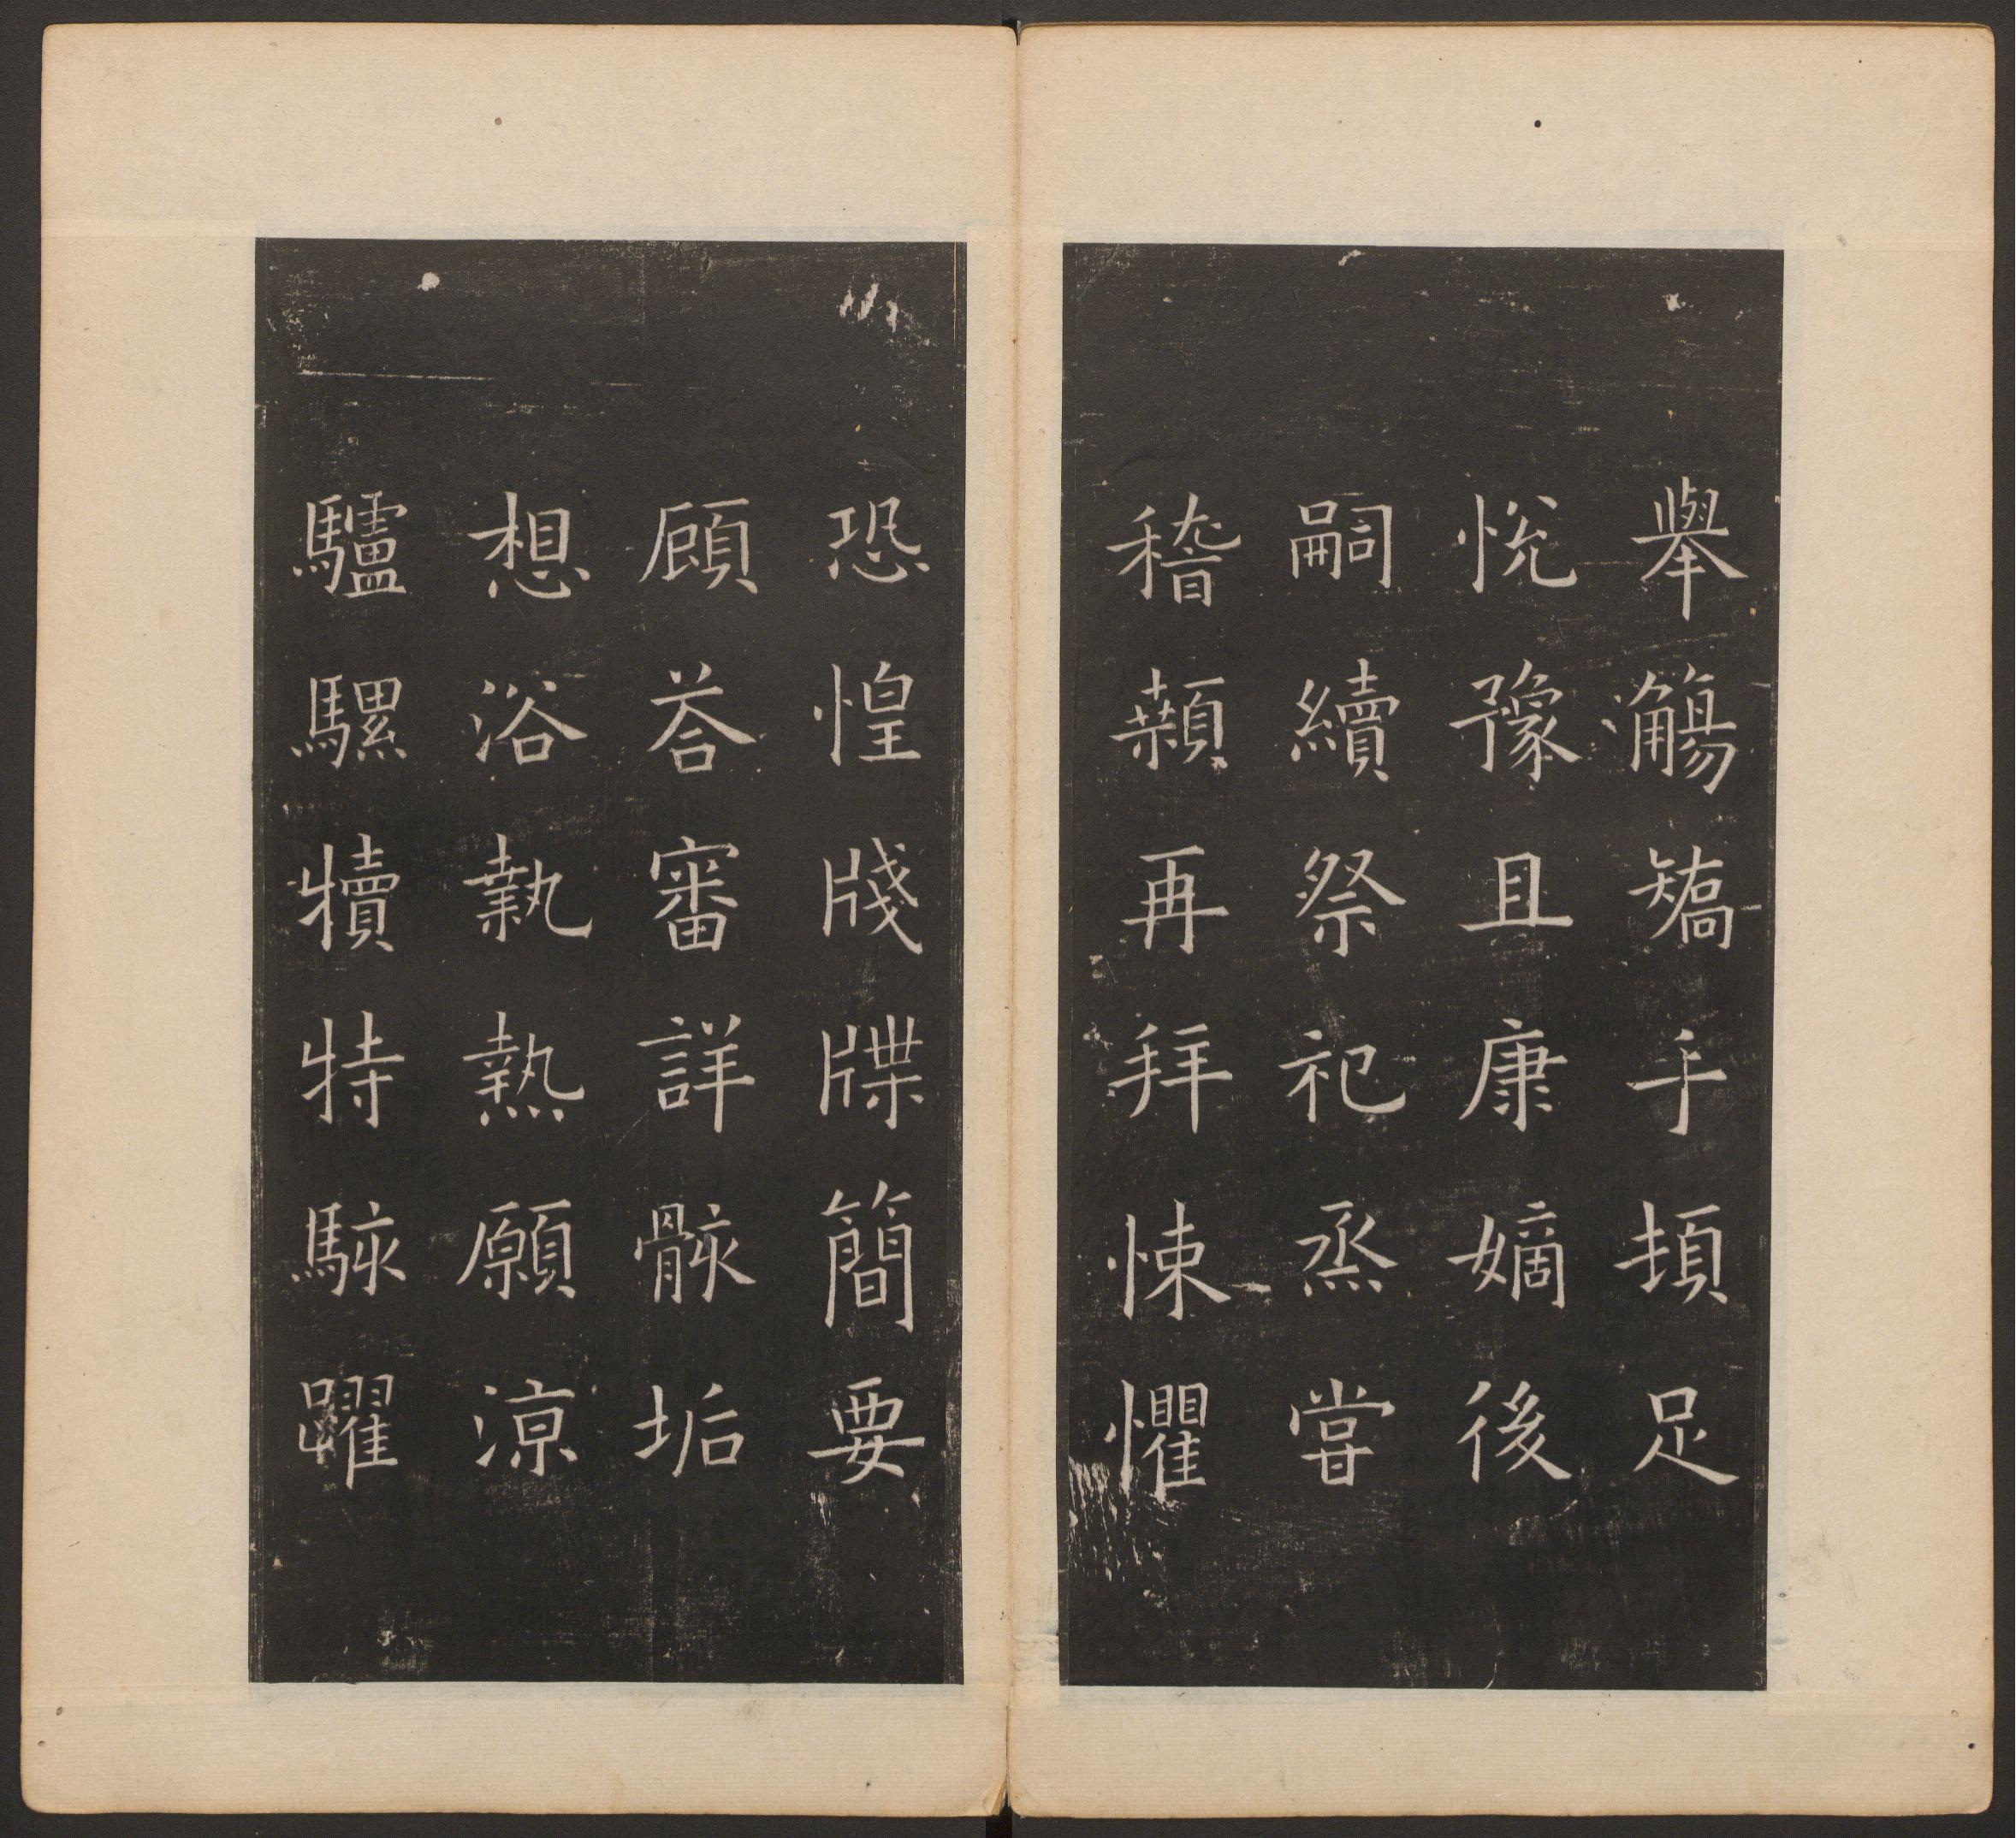 舉觴矯手頓足
悅豫且康嫡後
嗣續祭祀烝嘗
稽顙再拜悚懼
恐惶牋牒簡要
顧荅審詳骸垢
想浴執熱願涼
驢騾犢特駭躍